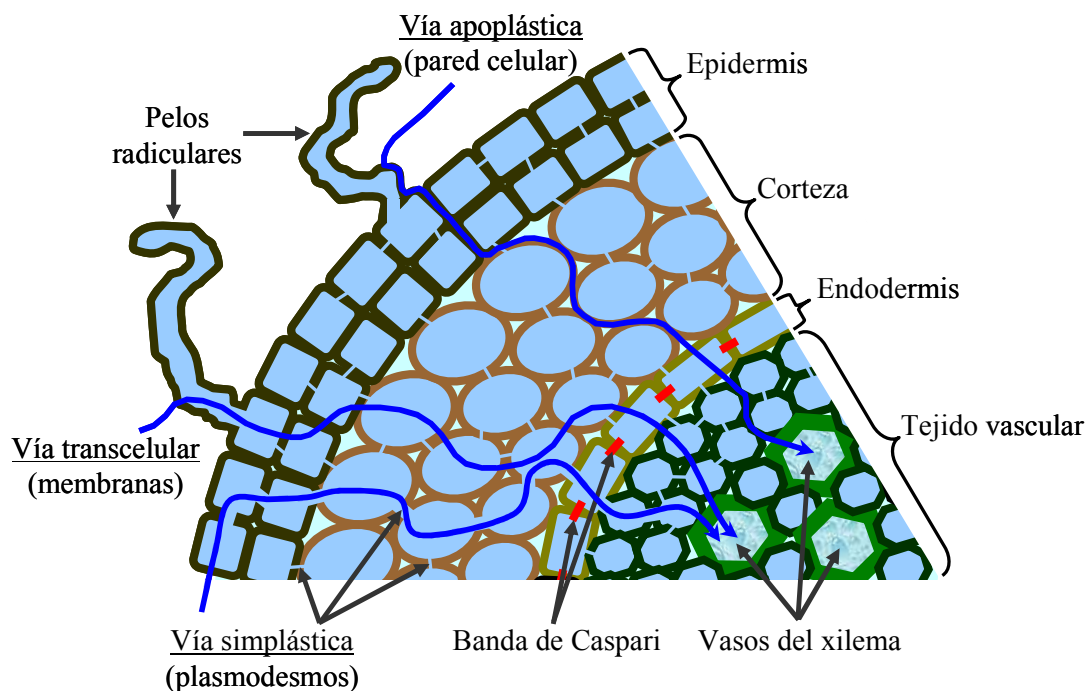 Vía apoplástica
(pared celular)
Epidermis
Pelos
radiculares
Corteza
Endodermis
Tejido vascular
Vía transcelular
(membranas)
Vía simplástica
(plasmodesmos)
Banda de Caspari
Vasos del xilema